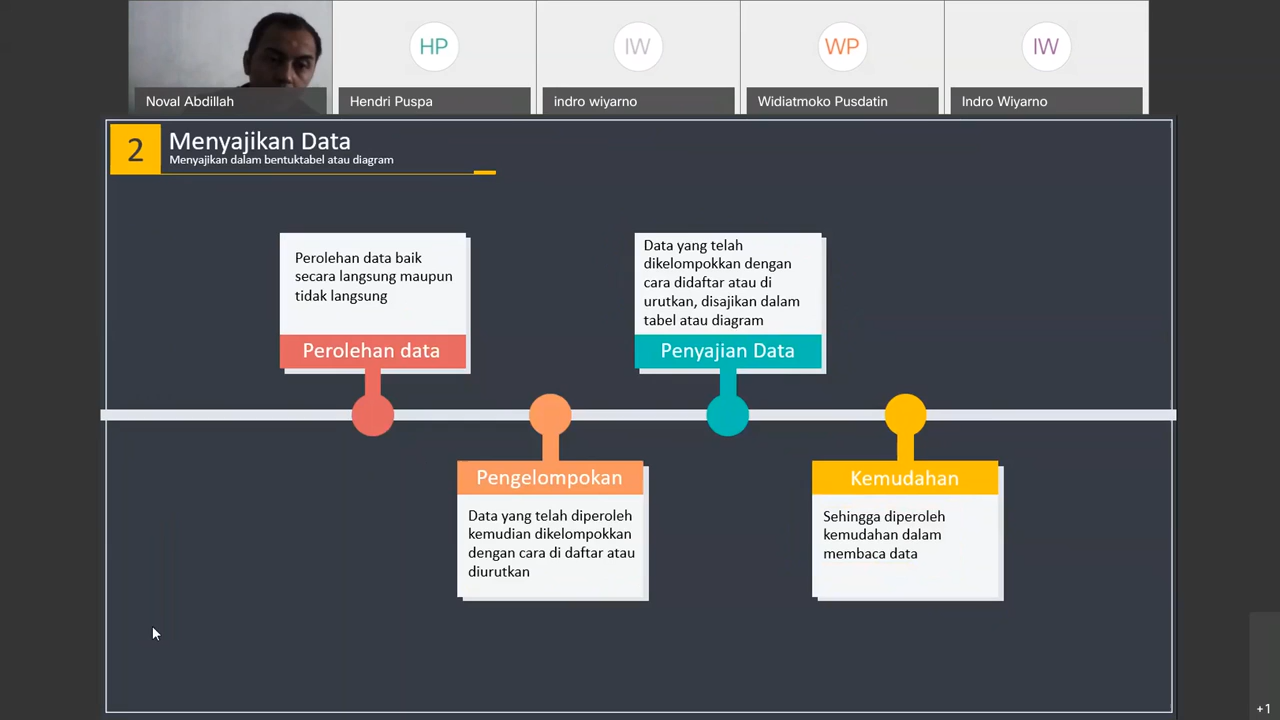 HP
IW
WP
IW
Noval Abdillah
Hendri Puspa
indro wiyarno
Widiatmoko Pusdatin
Indro Wiyarno
2
Menyajikan Data
Menyajikan dalam bentuktabel atau diagram
Perolehan data baik
secara langsung maupun
tidak langsung
Perolehan data
Data yang telah
dikelompokkan dengan
cara didaftar atau di
urutkan, disajikan dalam
tabel atau diagram
Penyajian Data
Pengelompokan
Data yang telah diperoleh
kemudian dikelompokkan
dengan cara di daftar atau
diurutkan
Kemudahan
Sehingga diperoleh
kemudahan dalam
membaca data
+1